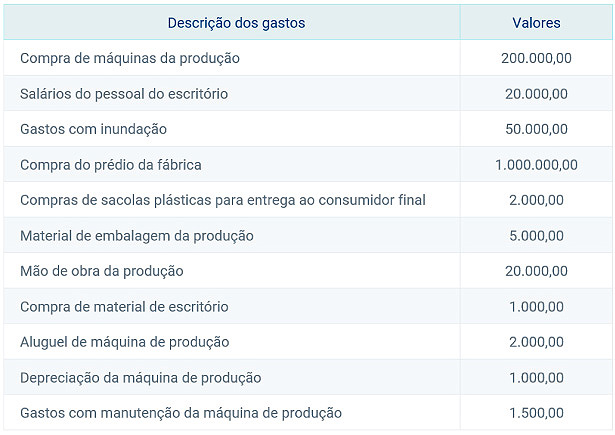 Descrição dos gastos Valores
Compra de máquinas da produção 200.000,00
Salários do pessoal do escritório 20.000,00
Gastos com inundação 50.000,00
Compra do prédio da fábrica 1.000.000,00
Compras de sacolas plásticas para entrega ao consumidor final 2.000,00
Material de embalagem da produção 5.000,00
Mão de obra da produção 20.000,00
Compra de material de escritório 1.000,00
Aluguel de máquina de produção 2.000,00
Depreciação da máquina de produção 1.000,00
Gastos com manutenção da máquina de produção 1.500,00